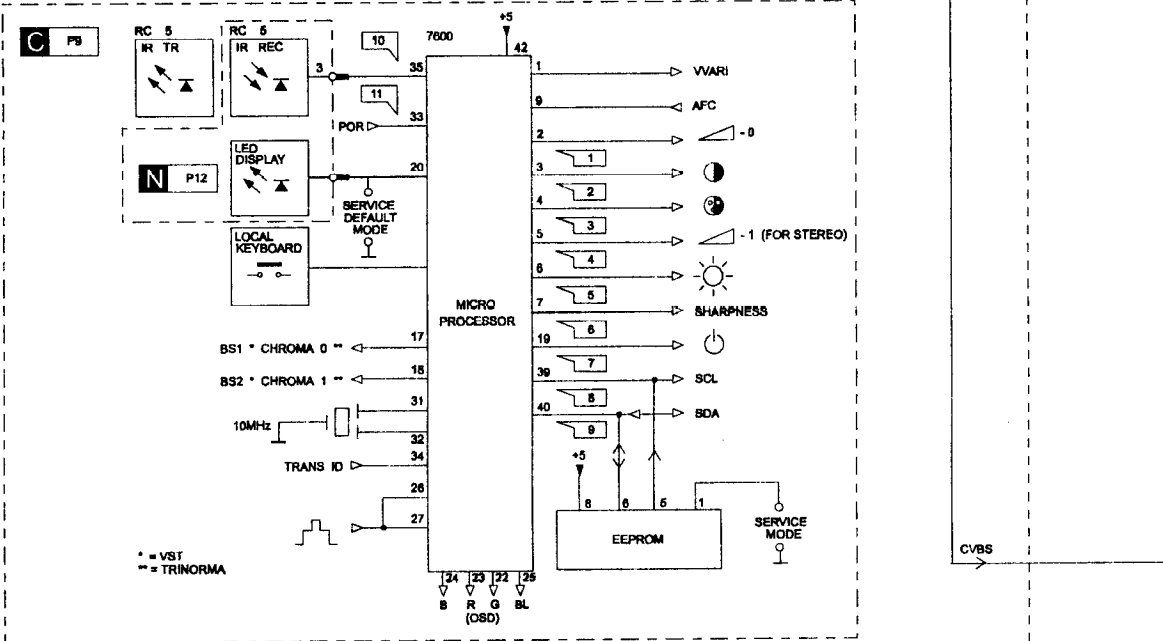 C P9
RC 5
IR TR
RC 5
IR REC
3
10
11
7600
+5
42
35
1
VVARI
33
POR
9
AFC
2
- 0
1
LED
DISPLAY
20
3
2
N P12
4
3
SERVICE
DEFAULT
MODE
5
- 1 (FOR STEREO)
4
LOCAL
KEYBOARD
6
5
MICRO
PROCESSOR
7
SHARPNESS
6
17
BS1 * CHROMA 0 **
19
7
18
BS2 * CHROMA 1 **
39
SCL
8
31
10MHz
32
40
SDA
9
34
TRANS ID
+5
26
27
8 6 5 1
EEPROM
SERVICE
MODE
* = VST
** = TRINORMA
24 23 22 25
B R G BL
(OSD)
CVBS